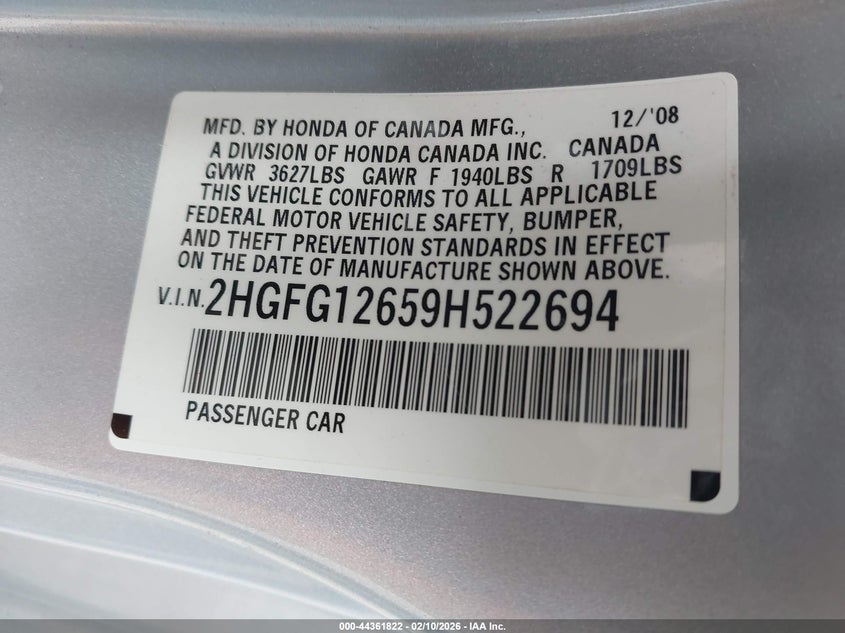 MFD. BY HONDA OF CANADA MFG., 12/'08
A DIVISION OF HONDA CANADA INC. CANADA
GVWR 3627LBS GAWR F 1940LBS R 1709LBS
THIS VEHICLE CONFORMS TO ALL APPLICABLE
FEDERAL MOTOR VEHICLE SAFETY, BUMPER,
AND THEFT PREVENTION STANDARDS IN EFFECT
ON THE DATE OF MANUFACTURE SHOWN ABOVE.
V.I.N. 2HGFG12659H522694
PASSENGER CAR
000-44361822 - 02/10/2026 - IAA Inc.